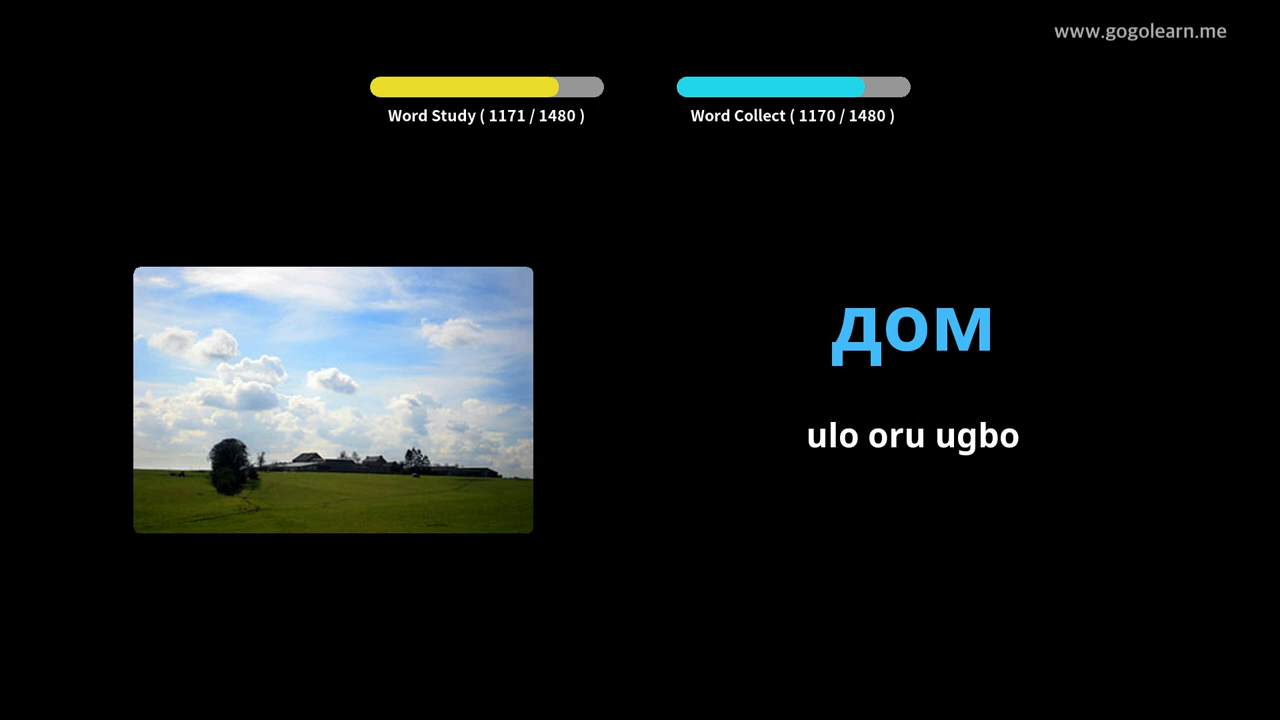 www.gogolearn.me
Word Study ( 1171 / 1480 )
Word Collect ( 1170 / 1480 )
дом
ulo oru ugbo